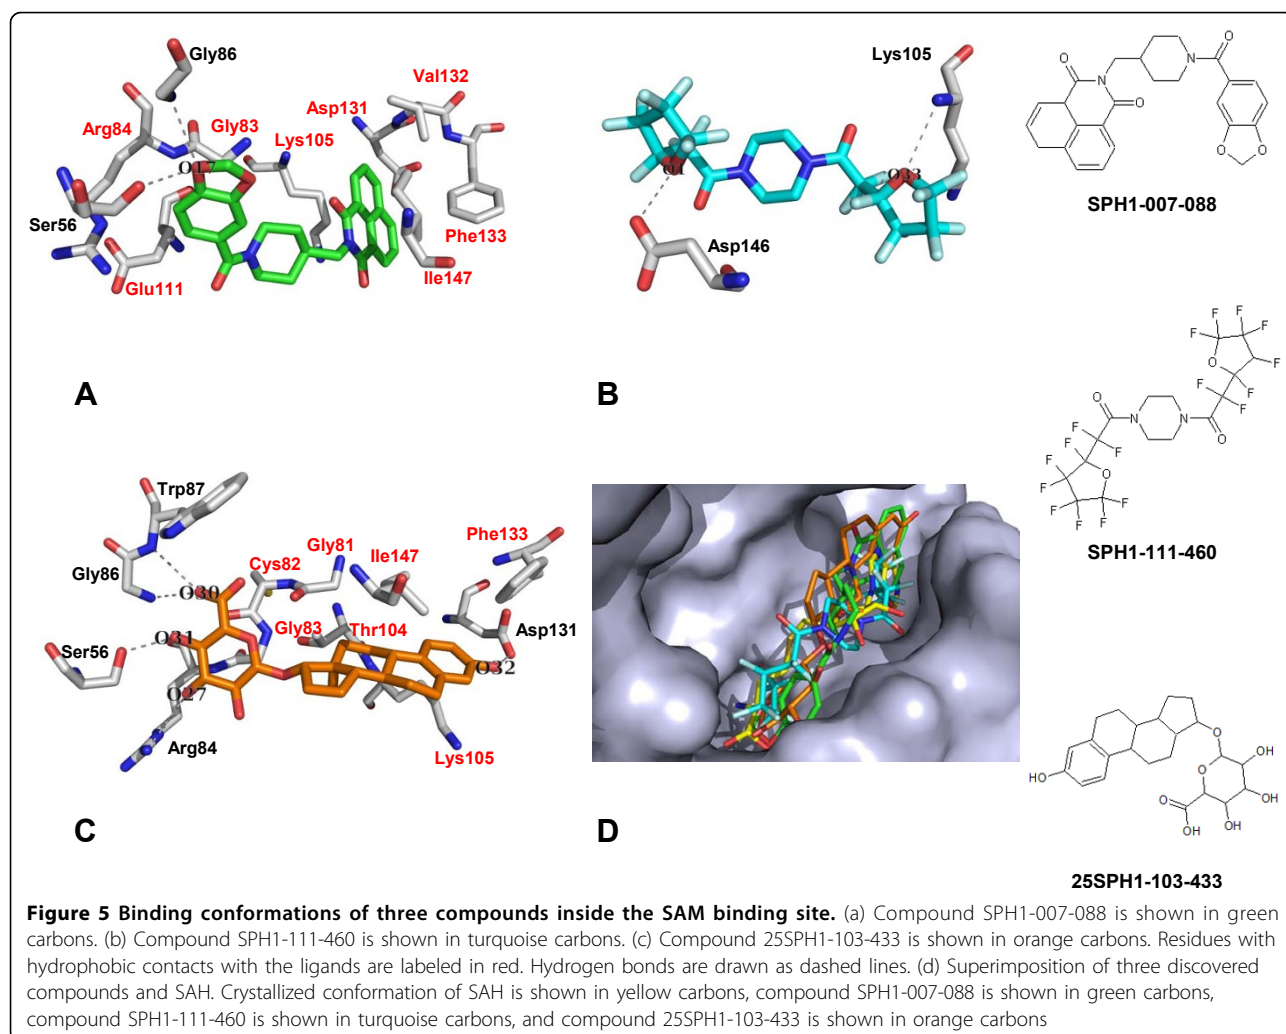 Gly86
Arg84
Gly83
O17
Lys105
Asp131
Val132
Ser56
Glu111
Phe133
Ile147
A
Lys105
O1
O33
Asp146
B
O
N
O
N
O
O
O
SPH1-007-088
F
F
F
F
F
O
F
F
F
O
N
N
O
F
F
F
F
F
O
F
F
F
F
F
SPH1-111-460
Trp87
Gly86
O30
Cys82
Gly81
Ile147
Phe133
Ser56
O31
Gly83
Thr104
Asp131
O32
O27
Arg84
Lys105
C
D
HO
O
O
OH
O
OH
OH
OH
25SPH1-103-433
Figure 5 Binding conformations of three compounds inside the SAM binding site. (a) Compound SPH1-007-088 is shown in green
carbons. (b) Compound SPH1-111-460 is shown in turquoise carbons. (c) Compound 25SPH1-103-433 is shown in orange carbons. Residues with
hydrophobic contacts with the ligands are labeled in red. Hydrogen bonds are drawn as dashed lines. (d) Superimposition of three discovered
compounds and SAH. Crystallized conformation of SAH is shown in yellow carbons, compound SPH1-007-088 is shown in green carbons,
compound SPH1-111-460 is shown in turquoise carbons, and compound 25SPH1-103-433 is shown in orange carbons